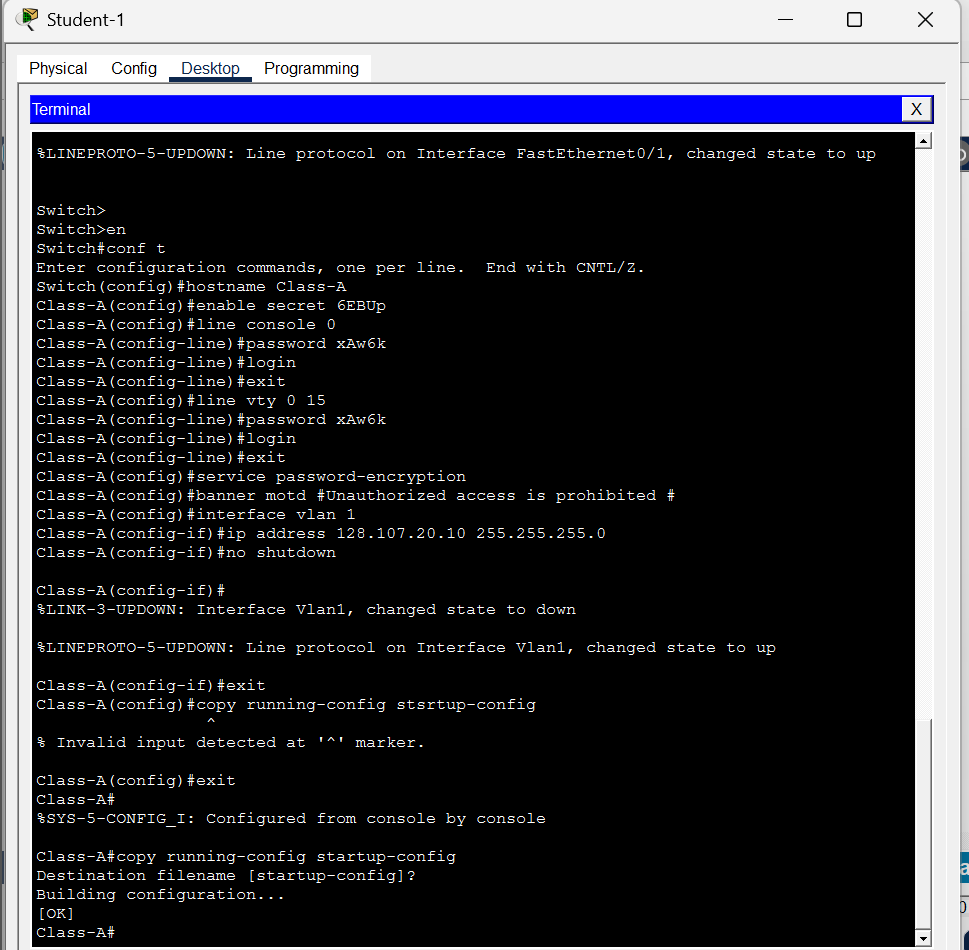 Student-1
Physical Config Desktop Programming
Terminal X
%LINEPROTO-5-UPDOWN: Line protocol on Interface FastEthernet0/1, changed state to up
Switch>
Switch>en
Switch#conf t
Enter configuration commands, one per line.  End with CNTL/Z.
Switch(config)#hostname Class-A
Class-A(config)#enable secret 6EBUp
Class-A(config)#line console 0
Class-A(config-line)#password xAw6k
Class-A(config-line)#login
Class-A(config-line)#exit
Class-A(config)#line vty 0 15
Class-A(config-line)#password xAw6k
Class-A(config-line)#login
Class-A(config-line)#exit
Class-A(config)#service password-encryption
Class-A(config)#banner motd #Unauthorized access is prohibited #
Class-A(config)#interface vlan 1
Class-A(config-if)#ip address 128.107.20.10 255.255.255.0
Class-A(config-if)#no shutdown
Class-A(config-if)#
%LINK-3-UPDOWN: Interface Vlan1, changed state to down
%LINEPROTO-5-UPDOWN: Line protocol on Interface Vlan1, changed state to up
Class-A(config-if)#exit
Class-A(config)#copy running-config stsrtup-config
^
% Invalid input detected at '^' marker.
Class-A(config)#exit
Class-A#
%SYS-5-CONFIG_I: Configured from console by console
Class-A#copy running-config startup-config
Destination filename [startup-config]?
Building configuration...
[OK]
Class-A#